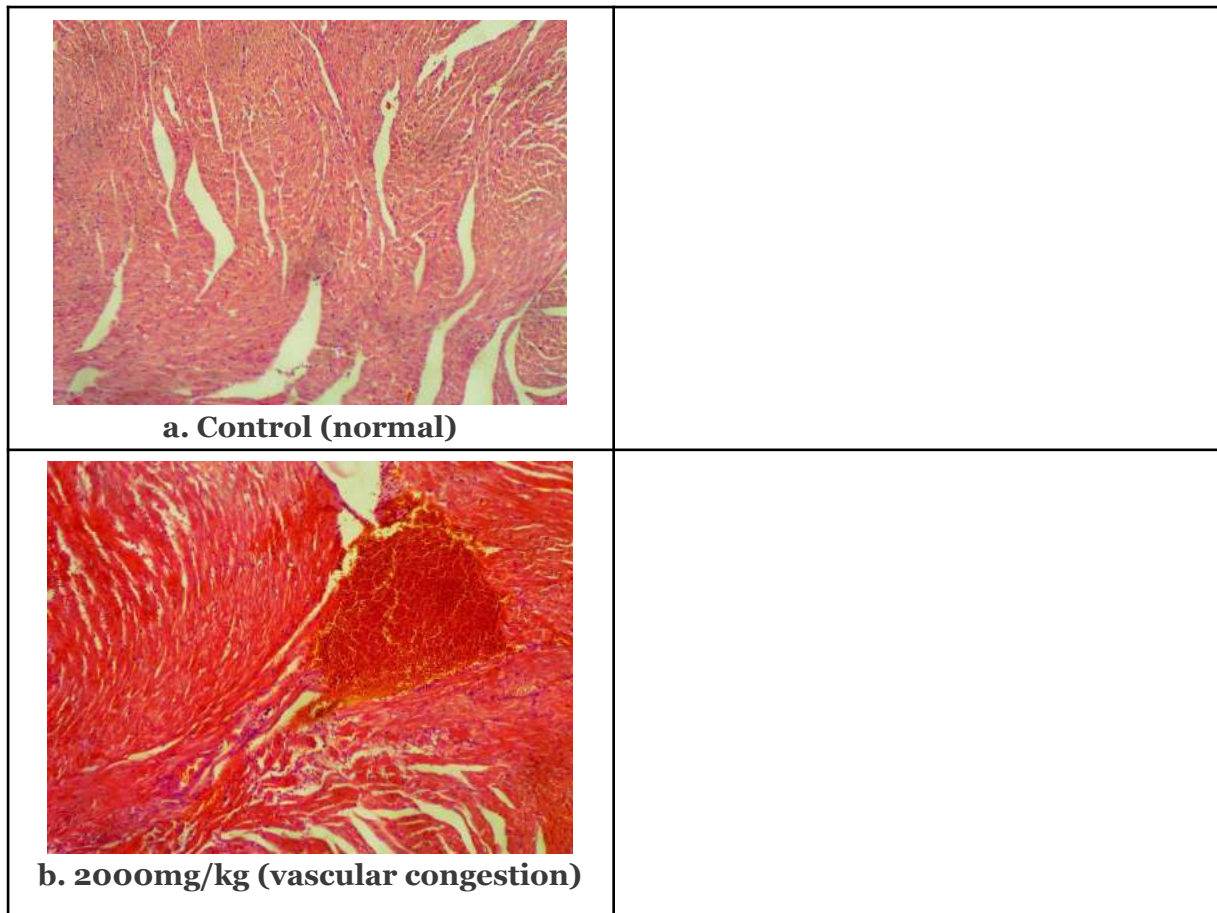 a. Control (normal)
b. 2000mg/kg (vascular congestion)